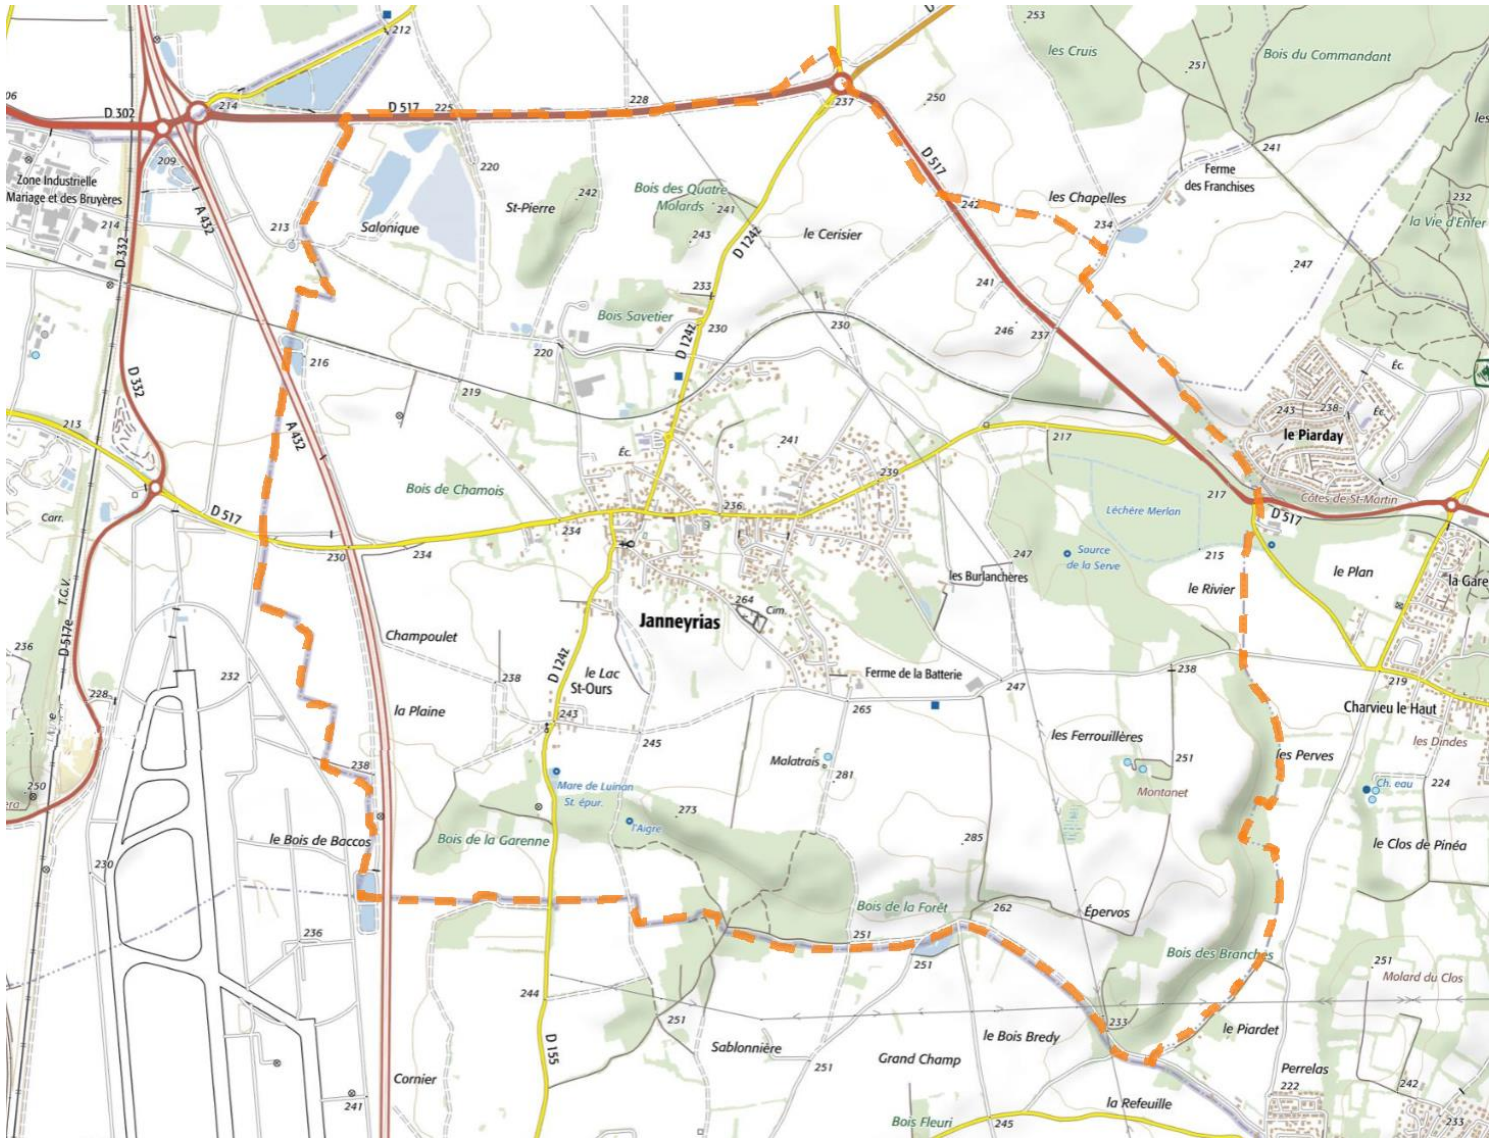 253
les Cruis
Bois du Commandant
251
212
06
D 302
214
D 517
225
228
237
250
209
Zone Industrielle
Mariage et des Bruyères
214
A 432
D 332
220
St-Pierre
242
Bois des Quatre
Molards
241
243
D 124z
le Cerisier
D 517
242
les Chapelles
234
Ferme
des Franchises
241
232
la Vie d'Enfer
247
213
Salonique
233
230
Bois Savetier
D 124z
220
230
241
246
237
216
D 332
219
A 432
213
Éc.
241
239
217
243
238
Éc.
Éc.
le Piarday
Côtes de St-Martin
Bois de Chamois
D 517
230
234
234
236
Carr.
217
D 517
Léchère Merlan
Source
de la Serve
215
le Rivier
le Plan
la Gare
247
les Burlanchères
264
Cim.
Janneyrias
T.G.V.
D 517e
236
228
232
Champoulet
la Plaine
238
D 124z
le Lac
St-Ours
243
245
Ferme de la Batterie
265
247
238
219
Charvieu le Haut
les Dindes
les Perves
les Ferrouillères
251
Montanet
224
Ch. eau
le Clos de Pinéa
Malatrais
281
250
238
Mare de Luinan
St. épur.
l'Aigre
273
Bois de la Garenne
le Bois de Baccos
230
285
236
Bois de la Forêt
262
Épervos
251
251
Bois des Branches
251
Molard du Clos
244
D 155
251
Sablonnière
251
Grand Champ
le Bois Bredy
233
le Piardet
Perrelas
222
242
233
Cornier
241
la Refeuille
Bois Fleuri
245